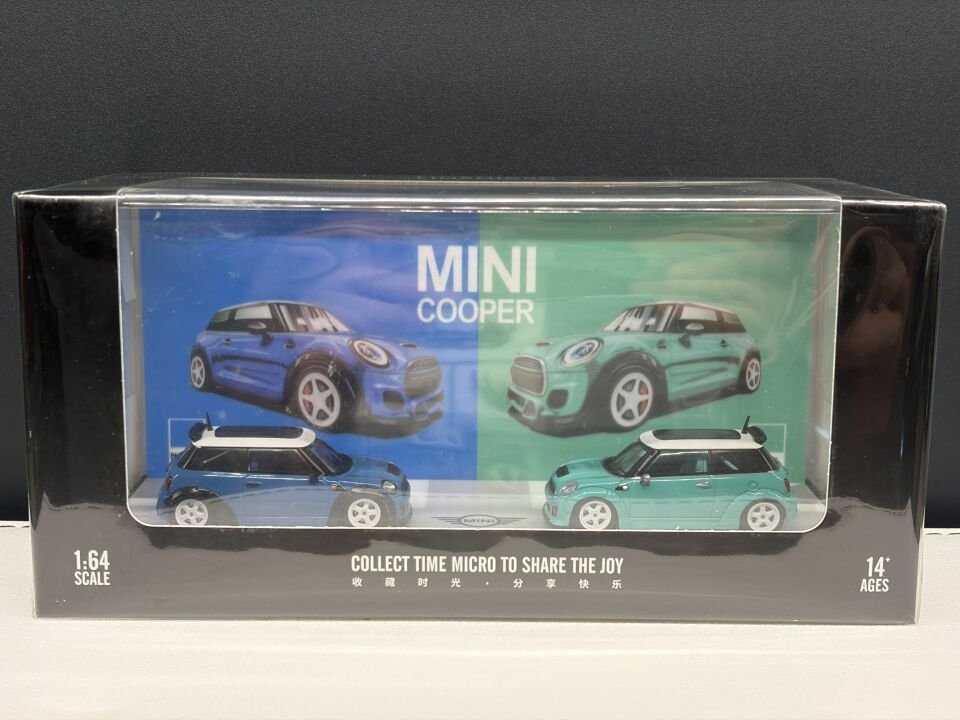 MINI
COOPER
MINI
1:64
SCALE
COLLECT TIME MICRO TO SHARE THE JOY
收藏时光·分享快乐
14+
AGES